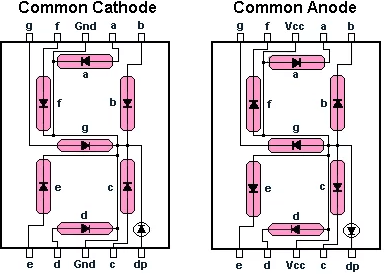 Common Cathode
Common Anode
g f Gnd a b
g f Vcc a b
a
a
f b
f b
g
g
e c
e c
d
d
e d Gnd c dp
e d Vcc c dp